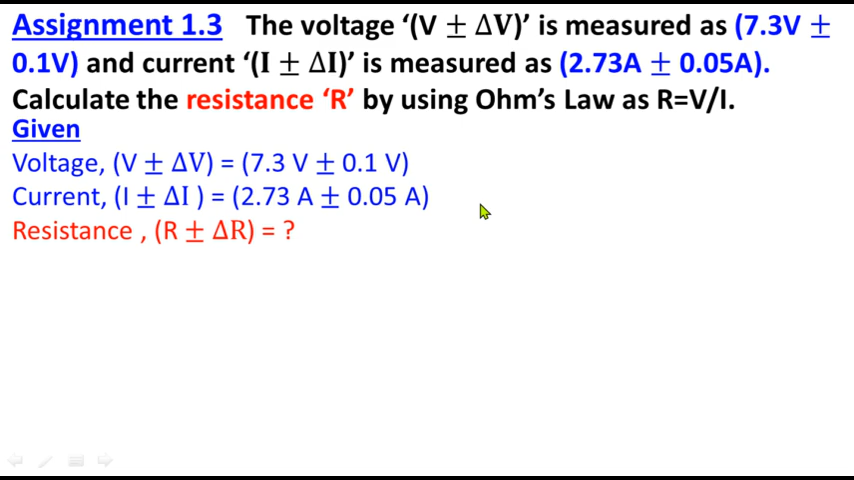 Assignment 1.3 The voltage ‘(V ± ΔV)’ is measured as (7.3V ±
0.1V) and current ‘(I ± ΔI)’ is measured as (2.73A ± 0.05A).
Calculate the resistance ‘R’ by using Ohm’s Law as R=V/I.
Given
Voltage, (V ± ΔV) = (7.3 V ± 0.1 V)
Current, (I ± ΔI ) = (2.73 A ± 0.05 A)
Resistance , (R ± ΔR) = ?